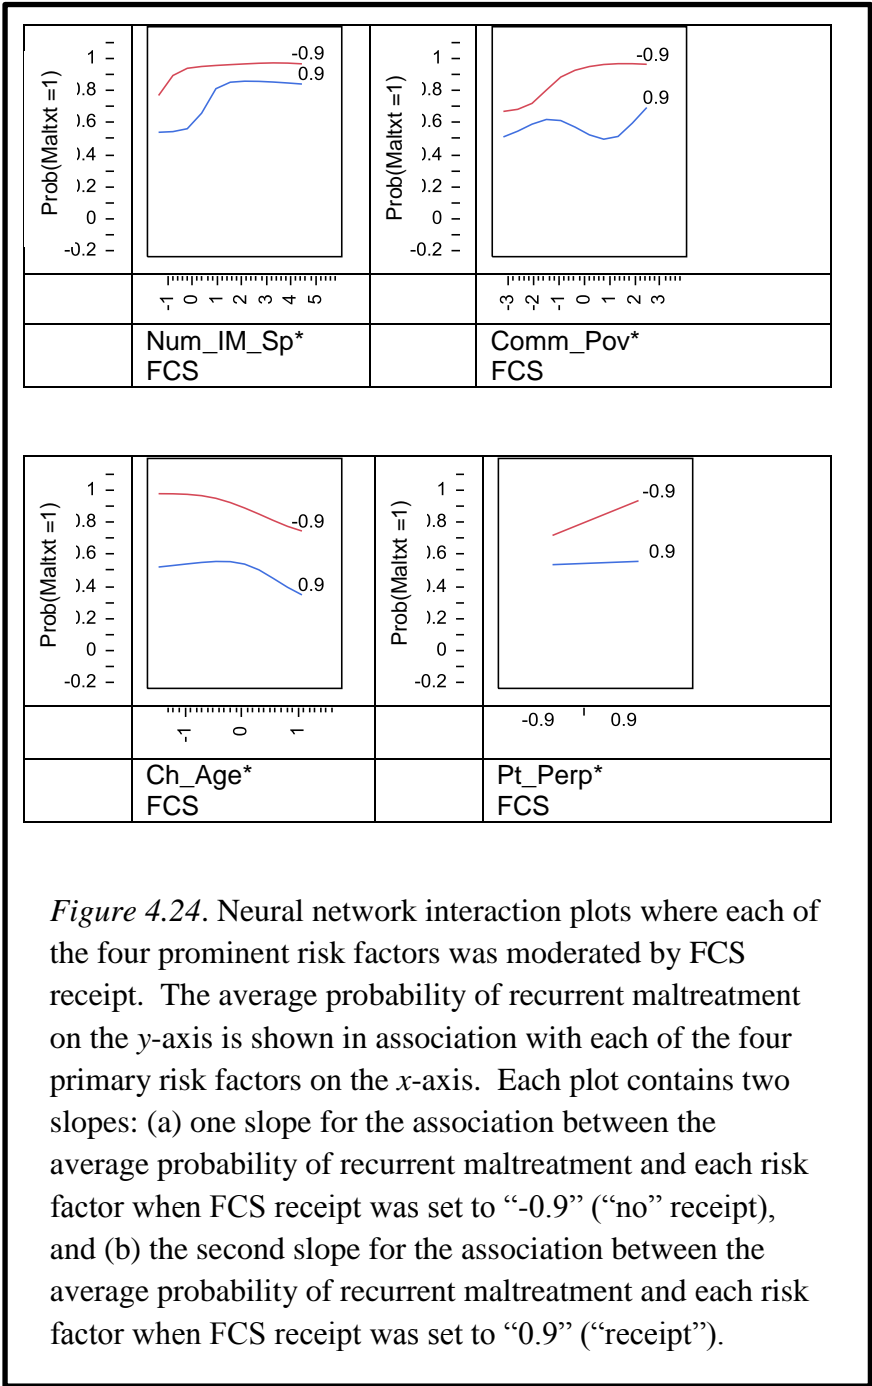 Prob(Maltxt =1)
1
).8
0.6
).4
).2
0
-0.2
-0.9
0.9
Prob(Maltxt =1)
1
0.8
0.6
).4
0.2
0
-0.2
-0.9
0.9
-1 0 1 2 3 4 5
-3 -2 -1 0 1 2 3
Num_IM_Sp*
FCS
Comm_Pov*
FCS
Prob(Maltxt =1)
1
).8
).6
0.4
).2
0
-0.2
-0.9
0.9
Prob(Maltxt =1)
1
).8
0.6
0.4
).2
0
-0.2
-0.9
0.9
-1 0 1
-0.9 0.9
Ch_Age*
FCS
Pt_Perp*
FCS
Figure 4.24. Neural network interaction plots where each of
the four prominent risk factors was moderated by FCS
receipt. The average probability of recurrent maltreatment
on the y-axis is shown in association with each of the four
primary risk factors on the x-axis. Each plot contains two
slopes: (a) one slope for the association between the
average probability of recurrent maltreatment and each risk
factor when FCS receipt was set to “-0.9” (“no” receipt),
and (b) the second slope for the association between the
average probability of recurrent maltreatment and each risk
factor when FCS receipt was set to “0.9” (“receipt”).